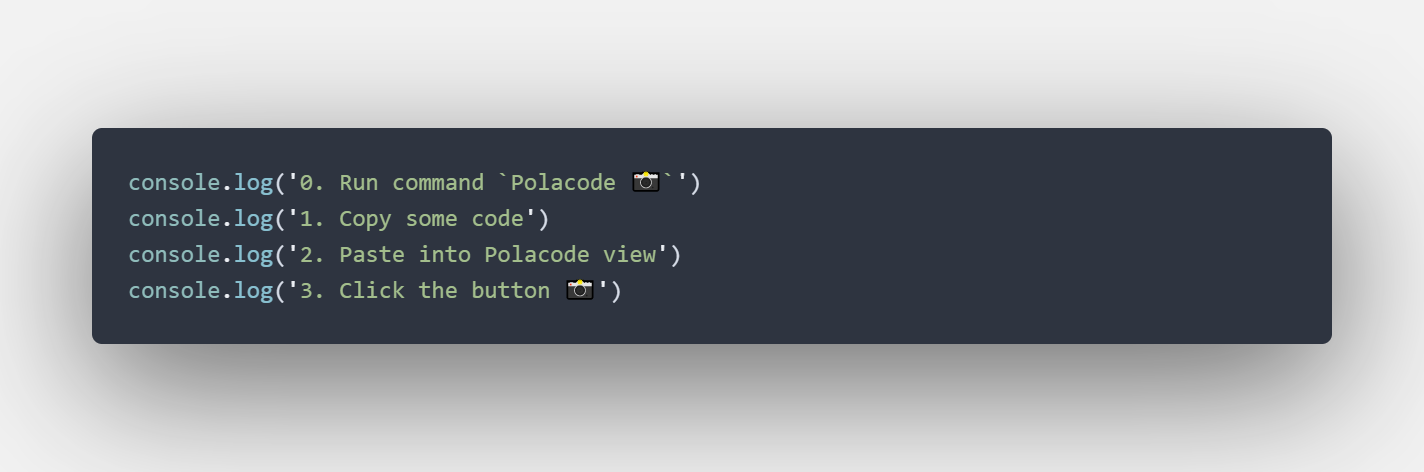 console.log('0. Run command `Polacode 📸`')
console.log('1. Copy some code')
console.log('2. Paste into Polacode view')
console.log('3. Click the button 📸')